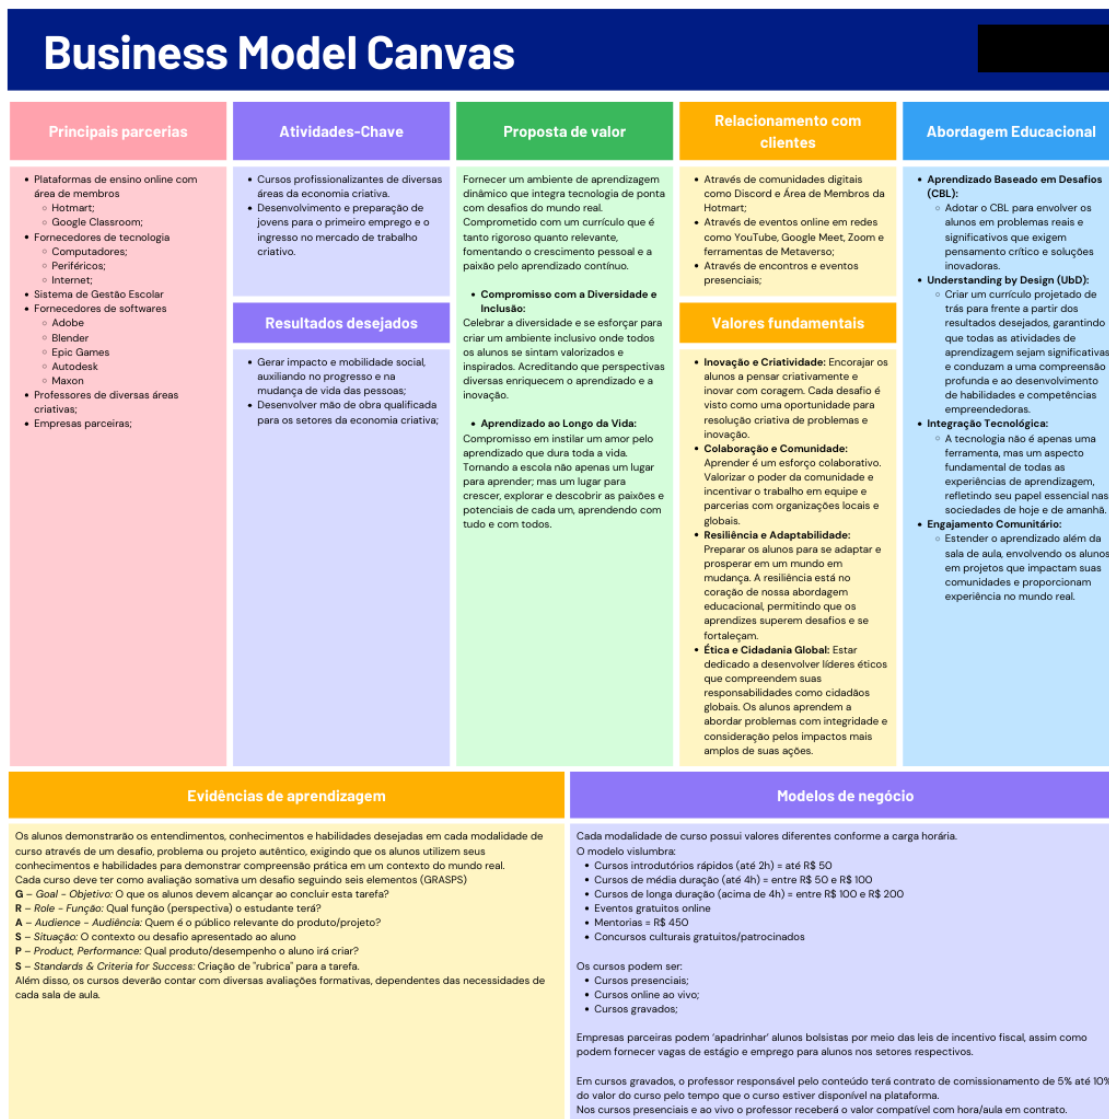 Business Model Canvas
Principais parcerias
Plataformas de ensino online com
área de membros
Hotmart;
Google Classroom;
Fornecedores de tecnologia
Computadores;
Periféricos;
Internet;
Sistema de Gestão Escolar
Fornecedores de softwares
Adobe
Blender
Epic Games
Autodesk
Maxon
Professores de diversas áreas
criativas;
Empresas parceiras;
Atividades-Chave
Cursos profissionalizantes de diversas
áreas da economia criativa.
Desenvolvimento e preparação de
jovens para o primeiro emprego e o
ingresso no mercado de trabalho
criativo.
Resultados desejados
Gerar impacto e mobilidade social,
auxiliando no progresso e na
mudança de vida das pessoas;
Desenvolver mão de obra qualificada
para os setores da economia criativa;
Proposta de valor
Fornecer um ambiente de aprendizagem
dinâmico que integra tecnologia de ponta
com desafios do mundo real.
Comprometido com um currículo que é
tanto rigoroso quanto relevante,
fomentando o crescimento pessoal e a
paixão pelo aprendizado contínuo.
Compromisso com a Diversidade e
Inclusão:
Celebrar a diversidade e se esforçar para
criar um ambiente inclusivo onde todos
os alunos se sintam valorizados e
inspirados. Acreditando que perspectivas
diversas enriquecem o aprendizado e a
inovação.
Aprendizado ao Longo da Vida:
Compromisso em instilar um amor pelo
aprendizado que dura toda a vida.
Tornando a escola não apenas um lugar
para aprender; mas um lugar para
crescer, explorar e descobrir as paixões e
potenciais de cada um, aprendendo com
tudo e com todos.
Relacionamento com
clientes
Através de comunidades digitais
como Discord e Área de Membros da
Hotmart;
Através de eventos online em redes
como YouTube, Google Meet, Zoom e
ferramentas de Metaverso;
Através de encontros e eventos
presenciais;
Valores fundamentais
Inovação e Criatividade: Encorajar os
alunos a pensar criativamente e
inovar com coragem. Cada desafio é
visto como uma oportunidade para
resolução criativa de problemas e
inovação.
Colaboração e Comunidade:
Aprender é um esforço colaborativo.
Valorizar o poder da comunidade e
incentivar o trabalho em equipe e
parcerias com organizações locais e
globais.
Resiliência e Adaptabilidade:
Preparar os alunos para se adaptar e
prosperar em um mundo em
mudança. A resiliência está no
coração de nossa abordagem
educacional, permitindo que os
aprendizes superem desafios e se
fortaleçam.
Ética e Cidadania Global: Estar
dedicado a desenvolver líderes éticos
que compreendem suas
responsabilidades como cidadãos
globais. Os alunos aprendem a
abordar problemas com integridade e
consideração pelos impactos mais
amplos de suas ações.
Abordagem Educacional
Aprendizado Baseado em Desafios
(CBL):
Adotar o CBL para envolver os
alunos em problemas reais e
significativos que exigem
pensamento crítico e soluções
inovadoras.
Understanding by Design (UbD):
Criar um currículo projetado de
trás para frente a partir dos
resultados desejados, garantindo
que todas as atividades de
aprendizagem sejam significativas
e conduzam a uma compreensão
profunda e ao desenvolvimento
de habilidades e competências
empreendedoras.
Integração Tecnológica:
A tecnologia não é apenas uma
ferramenta, mas um aspecto
fundamental de todas as
experiências de aprendizagem,
refletindo seu papel essencial nas
sociedades de hoje e de amanhã.
Engajamento Comunitário:
Estender o aprendizado além da
sala de aula, envolvendo os alunos
em projetos que impactam suas
comunidades e proporcionam
experiência no mundo real.
Evidências de aprendizagem
Os alunos demonstrarão os entendimentos, conhecimentos e habilidades desejadas em cada modalidade de
curso através de um desafio, problema ou projeto autêntico, exigindo que os alunos utilizem seus
conhecimentos e habilidades para demonstrar compreensão prática em um contexto do mundo real.
Cada curso deve ter como avaliação somativa um desafio seguindo seis elementos (GRASPS)
G – Goal - Objetivo: O que os alunos devem alcançar ao concluir esta tarefa?
R – Role - Função: Qual função (perspectiva) o estudante terá?
A – Audience - Audiência: Quem é o público relevante do produto/projeto?
S – Situação: O contexto ou desafio apresentado ao aluno
P – Product, Performance: Qual produto/desempenho o aluno irá criar?
S – Standards & Criteria for Success: Criação de "rubrica" para a tarefa.
Além disso, os cursos deverão contar com diversas avaliações formativas, dependentes das necessidades de
cada sala de aula.
Modelos de negócio
Cada modalidade de curso possui valores diferentes conforme a carga horária.
O modelo vislumbra:
Cursos introdutórios rápidos (até 2h) = até R$ 50
Cursos de média duração (até 4h) = entre R$ 50 e R$ 100
Cursos de longa duração (acima de 4h) = entre R$ 100 e R$ 200
Eventos gratuitos online
Mentorias = R$ 450
Concursos culturais gratuitos/patrocinados
Os cursos podem ser:
Cursos presenciais;
Cursos online ao vivo;
Cursos gravados;
Empresas parceiras podem ‘apadrinhar’ alunos bolsistas por meio das leis de incentivo fiscal, assim como
podem fornecer vagas de estágio e emprego para alunos nos setores respectivos.
Em cursos gravados, o professor responsável pelo conteúdo terá contrato de comissionamento de 5% até 10%
do valor do curso pelo tempo que o curso estiver disponível na plataforma.
Nos cursos presenciais e ao vivo o professor receberá o valor compatível com hora/aula em contrato.